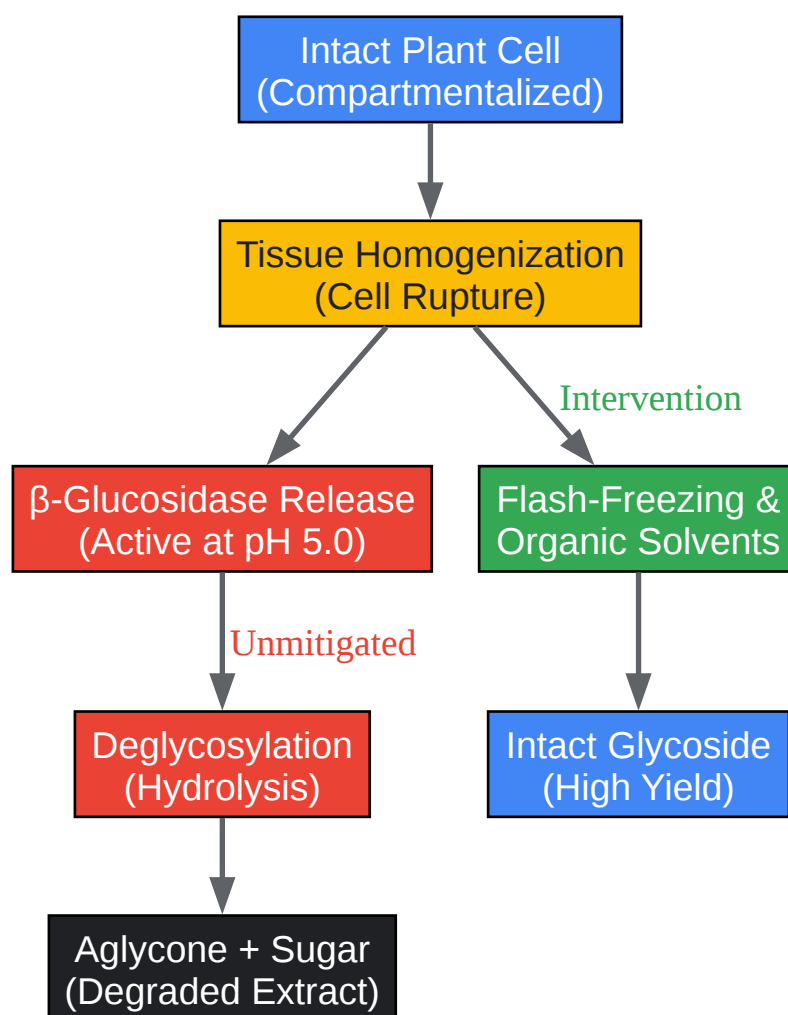 Intact Plant Cell
(Compartmentalized)
Tissue Homogenization
(Cell Rupture)
Intervention
β-Glucosidase Release
(Active at pH 5.0)
Flash-Freezing &
Organic Solvents
Unmitigated
Deglycosylation
(Hydrolysis)
Intact Glycoside
(High Yield)
Aglycone + Sugar
(Degraded Extract)